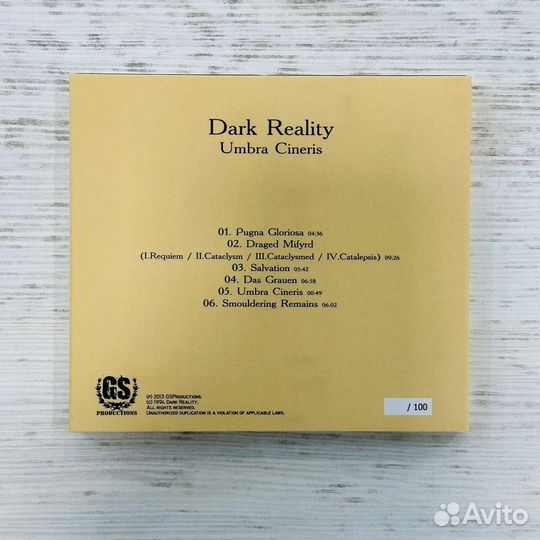 Dark Reality
Umbra Cineris
01. Pugna Gloriosa 04:36
02. Draged Mifyrd
(I.Requiem / II.Cataclysm / III.Cataclysmed / IV.Catalepsis) 09:26
03. Salvation 05:42
04. Das Grauen 06:58
05. Umbra Cineris 00:49
06. Smouldering Remains 06:02
GS
PRODUCTIONS
(P) 2013 GSProductions.
(C) 1994 Dark Reality.
All rights reserved.
Unauthorized duplication is a violation of applicable laws.
/ 100
Avito